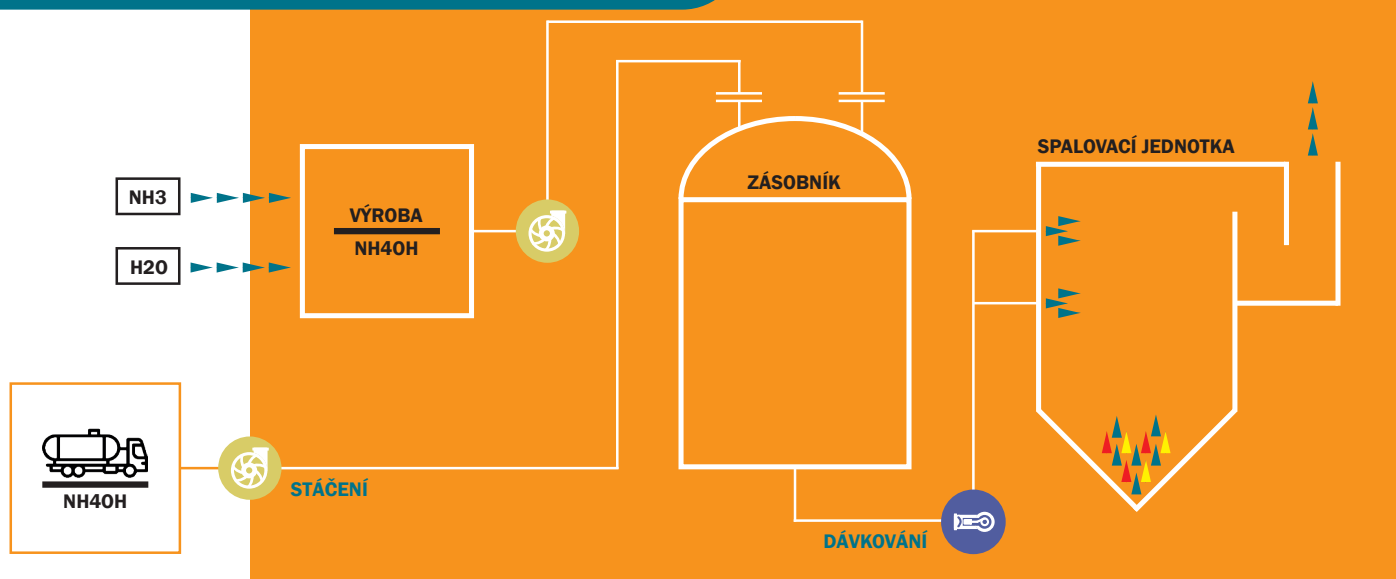 NH3
H2O
VÝROBA
NH4OH
NH4OH
STÁČENÍ
ZÁSOBNÍK
DÁVKOVÁNÍ
SPALOVACÍ JEDNOTKA